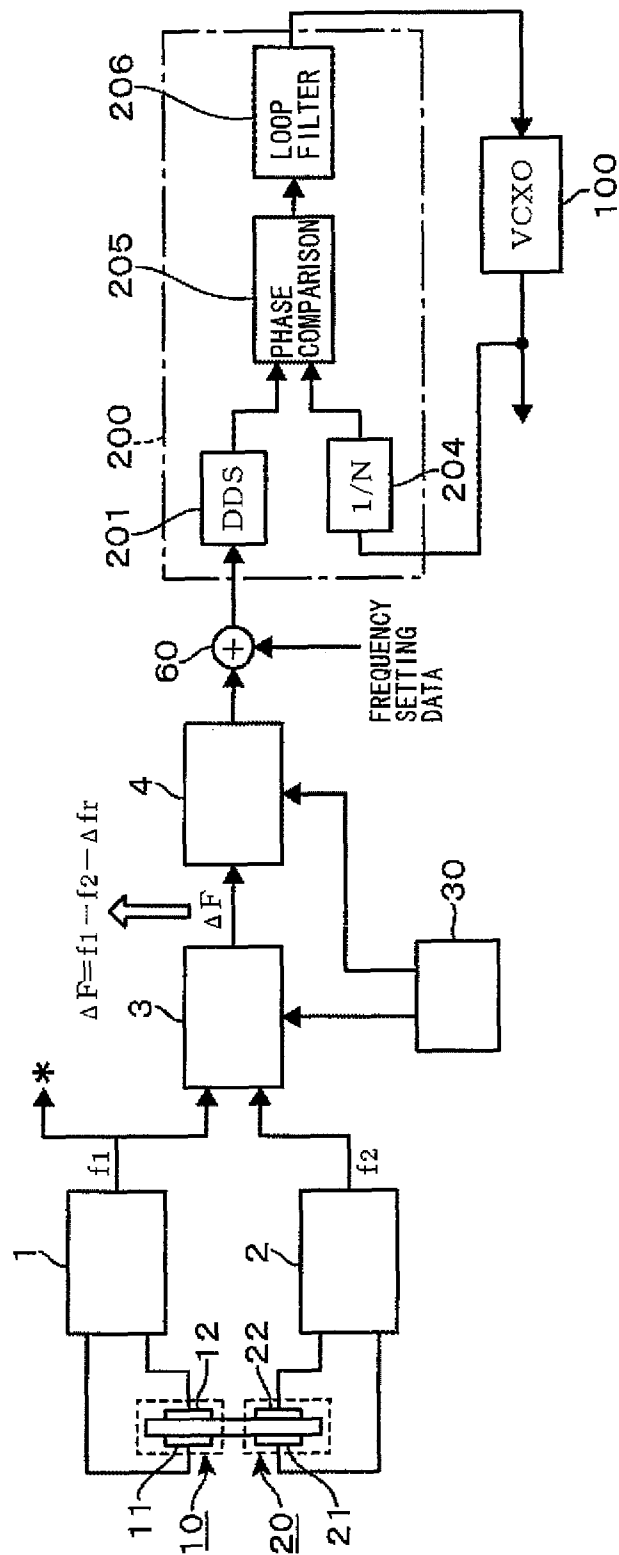 1
f1
*
11
12
10
20
22
21
2
f2
3
ΔF=f1−f2−Δfr
ΔF
30
4
60
FREQUENCY
SETTING
DATA
200
201
DDS
1/N
204
205
PHASE
COMPARISON
206
LOOP
FILTER
VCXO
100